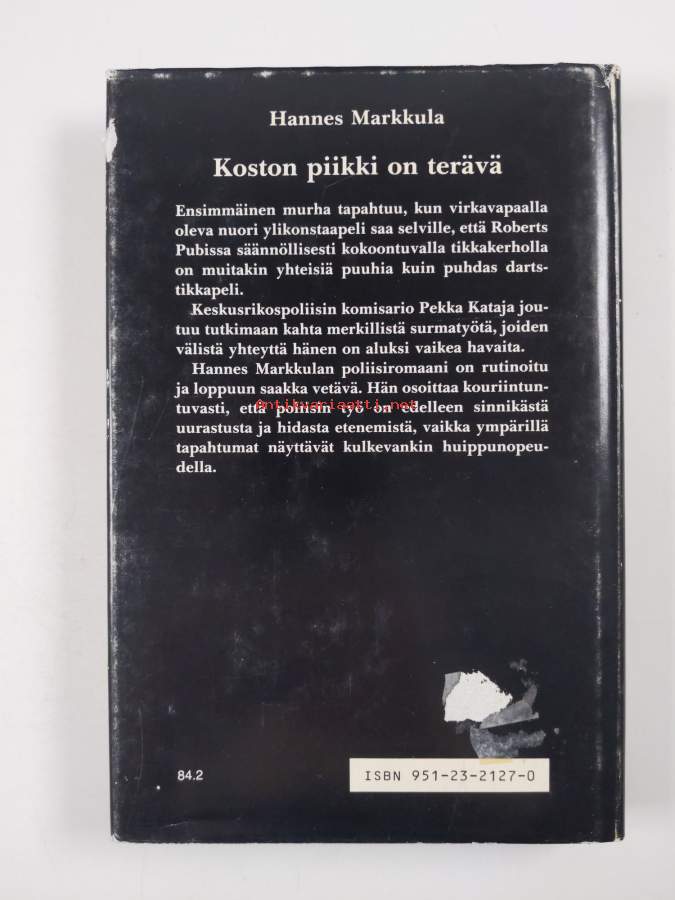 Hannes Markkula
Koston piikki on terävä
Ensimmäinen murha tapahtuu, kun virkavapaalla
oleva nuori ylikonstaapeli saa selville, että Roberts
Pubissa säännöllisesti kokoontuvalla tikkakerholla
on muitakin yhteisiä puuhia kuin puhdas darts-
tikkapeli.
Keskusrikospoliisin komisario Pekka Kataja jou-
tuu tutkimaan kahta merkillistä surmatyötä, joiden
välistä yhteyttä hänen on aluksi vaikea havaita.
Hannes Markkulan poliisiromaani on rutinoitu
ja loppuun saakka vetävä. Hän osoittaa kouriintun-
Antikvariaatti.net
tuvasti, että poliisin työ on edelleen sinnikästä
uurastusta ja hidasta etenemistä, vaikka ympärillä
tapahtumat näyttävät kulkevankin huippunopeu-
della.
84.2
ISBN 951-23-2127-0